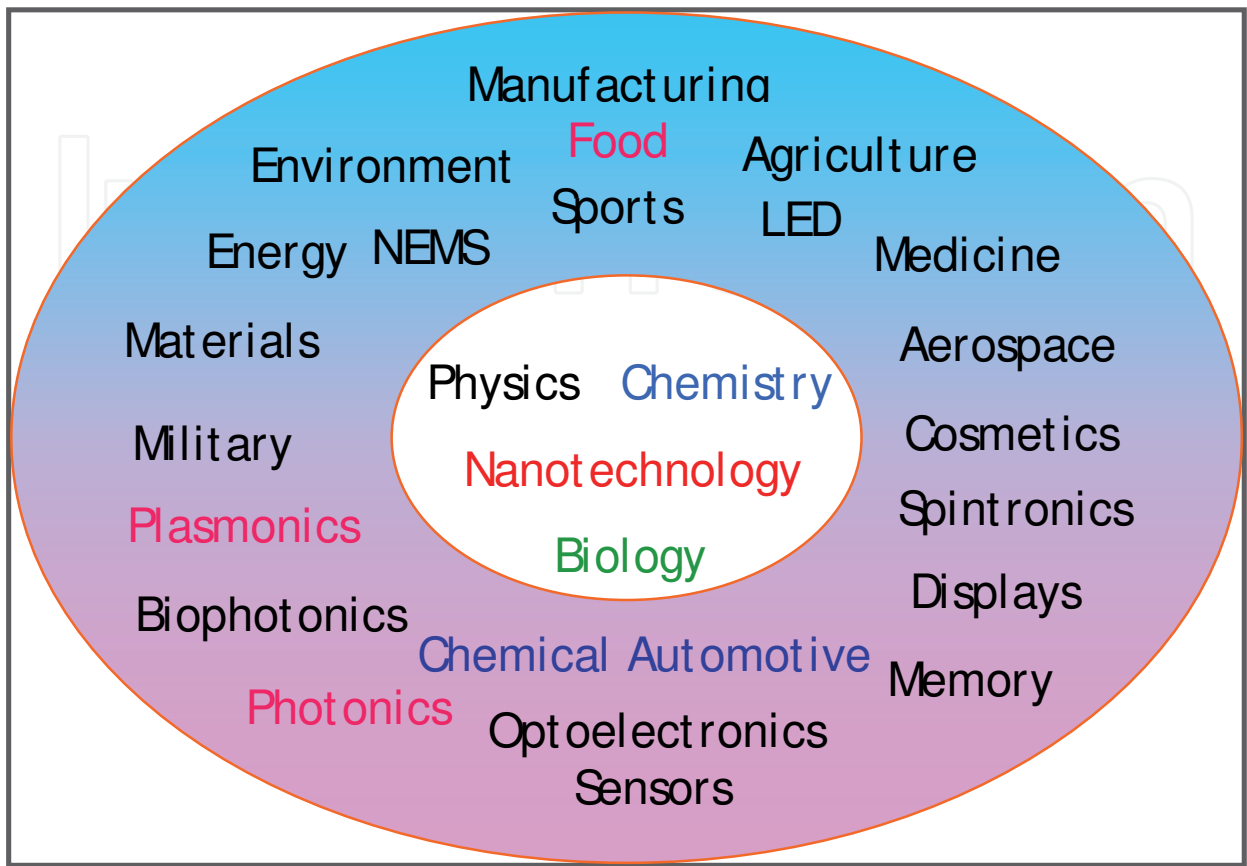 Manufacturing
Food
Environment
Agriculture
Sports
LED
Energy NEMS
Medicine
Materials
Aerospace
Physics Chemistry
Military
Cosmetics
Nanotechnology
Plasmonics
Spintronics
Biology
Biophotonics
Displays
Chemical Automotive
Memory
Photonics
Optoelectronics
Sensors